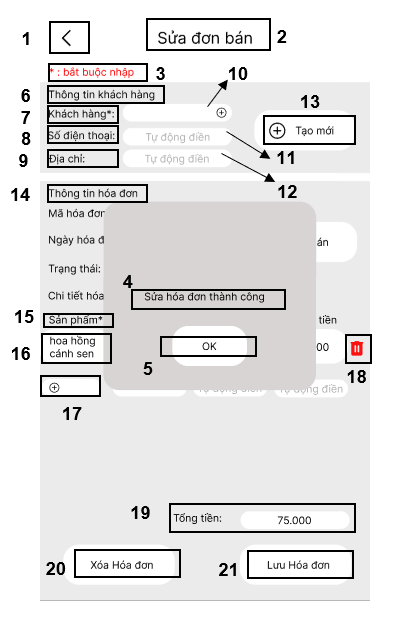 1
Sửa đơn bán
2
* : bắt buộc nhập
3
10
6
Thông tin khách hàng
13
7
Khách hàng*:
Tạo mới
8
Số điện thoại:
Tự động điền
9
Địa chỉ:
Tự động điền
11
12
14
Thông tin hóa đơn
Mã hóa đơn
Ngày hóa đ
án
Trạng thái:
4
Sửa hóa đơn thành công
Chi tiết hóa
15
Sản phẩm*
tiền
16
hoa hồng
cánh sen
OK
00
5
18
17
Tự động điền
Tự động điền
19
Tổng tiền:
75.000
20
Xóa Hóa đơn
21
Lưu Hóa đơn